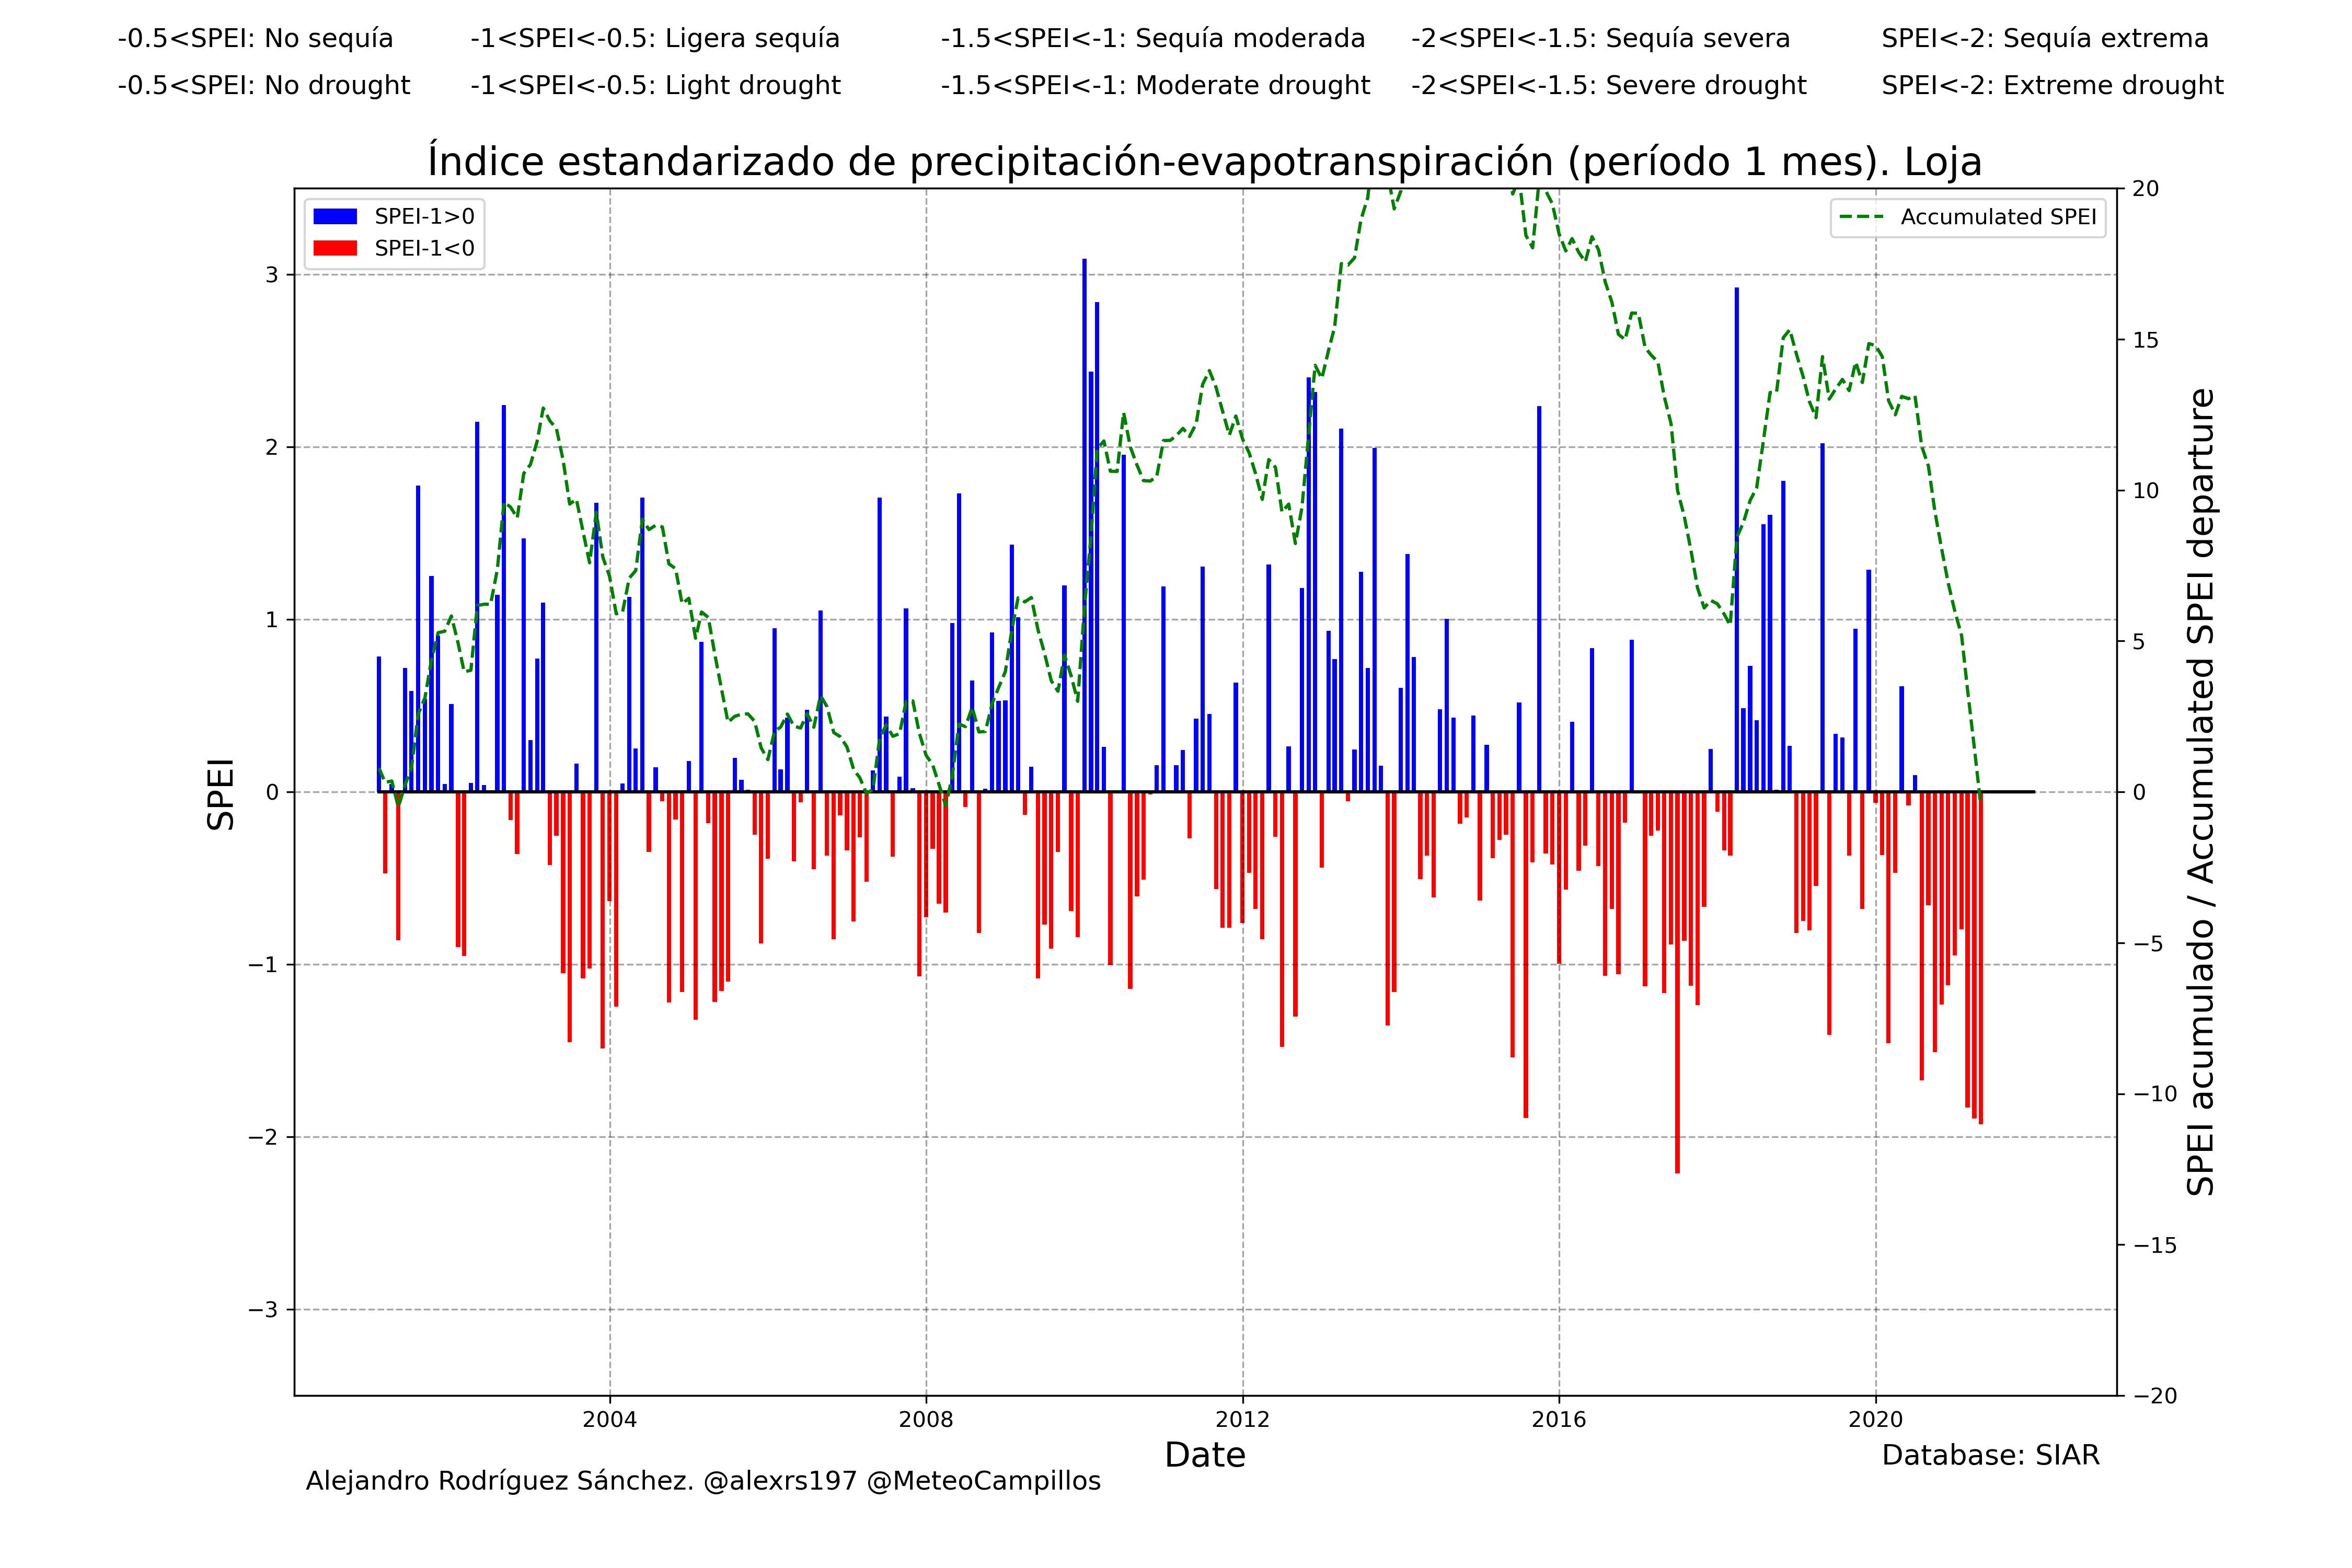 -0.5<SPEI: No sequía -1<SPEI<-0.5: Ligera sequía -1.5<SPEI<-1: Sequía moderada -2<SPEI<-1.5: Sequía severa SPEI<-2: Sequía extrema
-0.5<SPEI: No drought -1<SPEI<-0.5: Light drought -1.5<SPEI<-1: Moderate drought -2<SPEI<-1.5: Severe drought SPEI<-2: Extreme drought
Índice estandarizado de precipitación-evapotranspiración (período 1 mes). Loja
SPEI-1>0
SPEI-1<0
Accumulated SPEI
SPEI
3
2
1
0
−1
−2
−3
20
15
10
5
0
−5
−10
−15
−20
SPEI acumulado / Accumulated SPEI departure
2004 2008 2012 2016 2020
Date
Database: SIAR
Alejandro Rodríguez Sánchez. @alexrs197 @MeteoCampillos